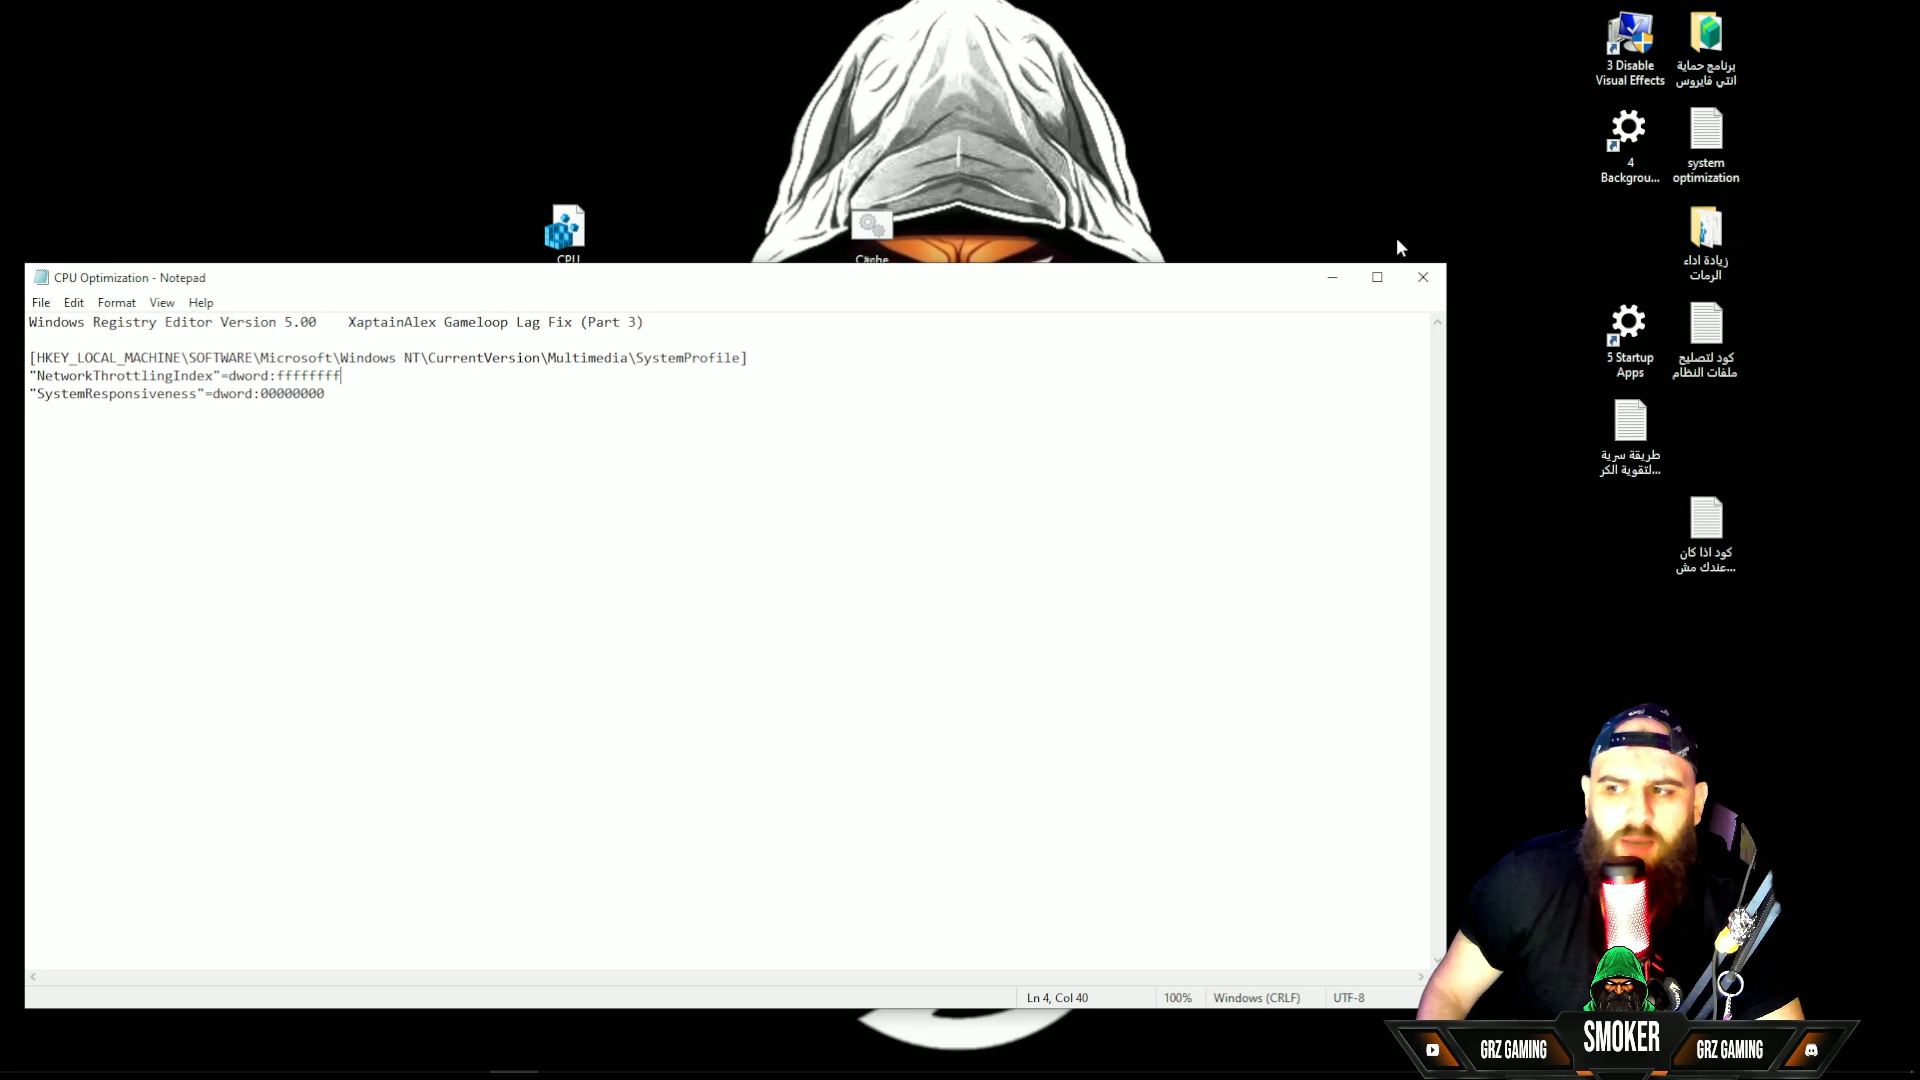 3 Disable
Visual Effects
برنامج حماية
انتي فايروس
4
Backgrou...
system
optimization
CPU
Cache
زيادة اداء
الرمات
5 Startup
Apps
كود لتصليح
ملفات النظام
طريقة سرية
لتقوية الكر...
كود اذا كان
عندك مش...
CPU Optimization - Notepad
File Edit Format View Help
Windows Registry Editor Version 5.00    XaptainAlex Gameloop Lag Fix (Part 3)
[HKEY_LOCAL_MACHINE\SOFTWARE\Microsoft\Windows NT\CurrentVersion\Multimedia\SystemProfile]
"NetworkThrottlingIndex"=dword:ffffffff
"SystemResponsiveness"=dword:00000000
Ln 4, Col 40 100% Windows (CRLF) UTF-8
GRZ GAMING SMOKER GRZ GAMING